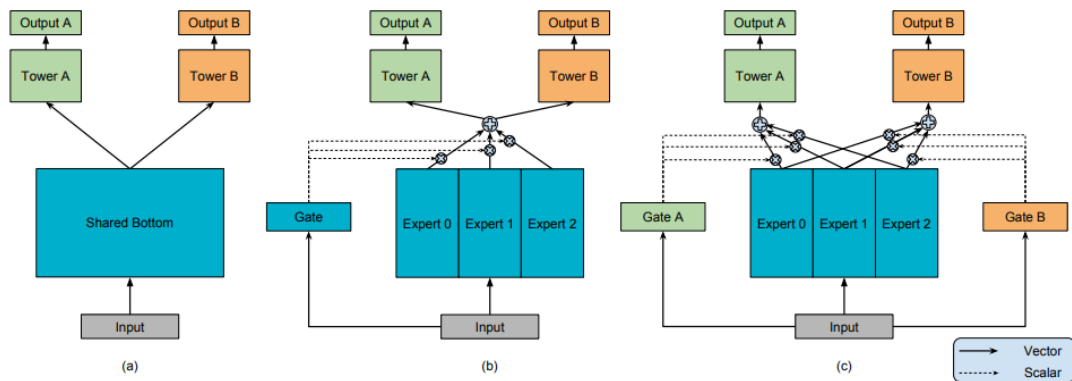 Output A
Output B
Tower A
Tower B
Shared Bottom
Input
(a)
Output A
Output B
Tower A
Tower B
Gate
Expert 0
Expert 1
Expert 2
Input
(b)
Output A
Output B
Tower A
Tower B
Gate A
Expert 0
Expert 1
Expert 2
Gate B
Input
(c)
Vector
Scalar